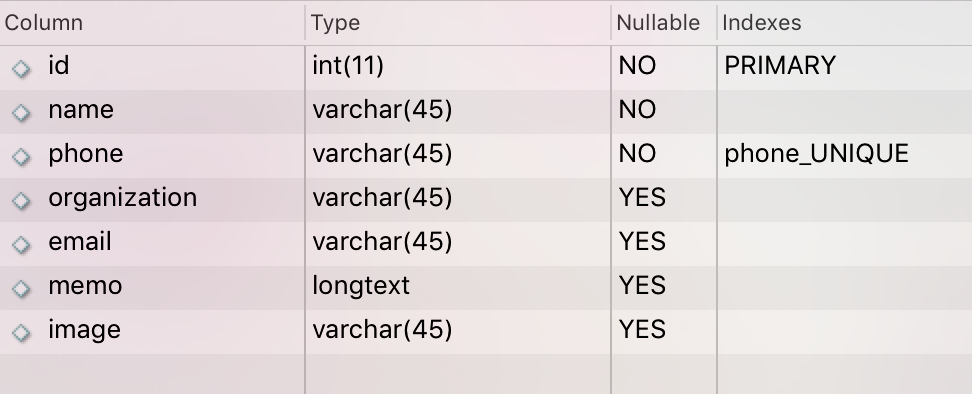 Column Type Nullable Indexes
id int(11) NO PRIMARY
name varchar(45) NO
phone varchar(45) NO phone_UNIQUE
organization varchar(45) YES
email varchar(45) YES
memo longtext YES
image varchar(45) YES